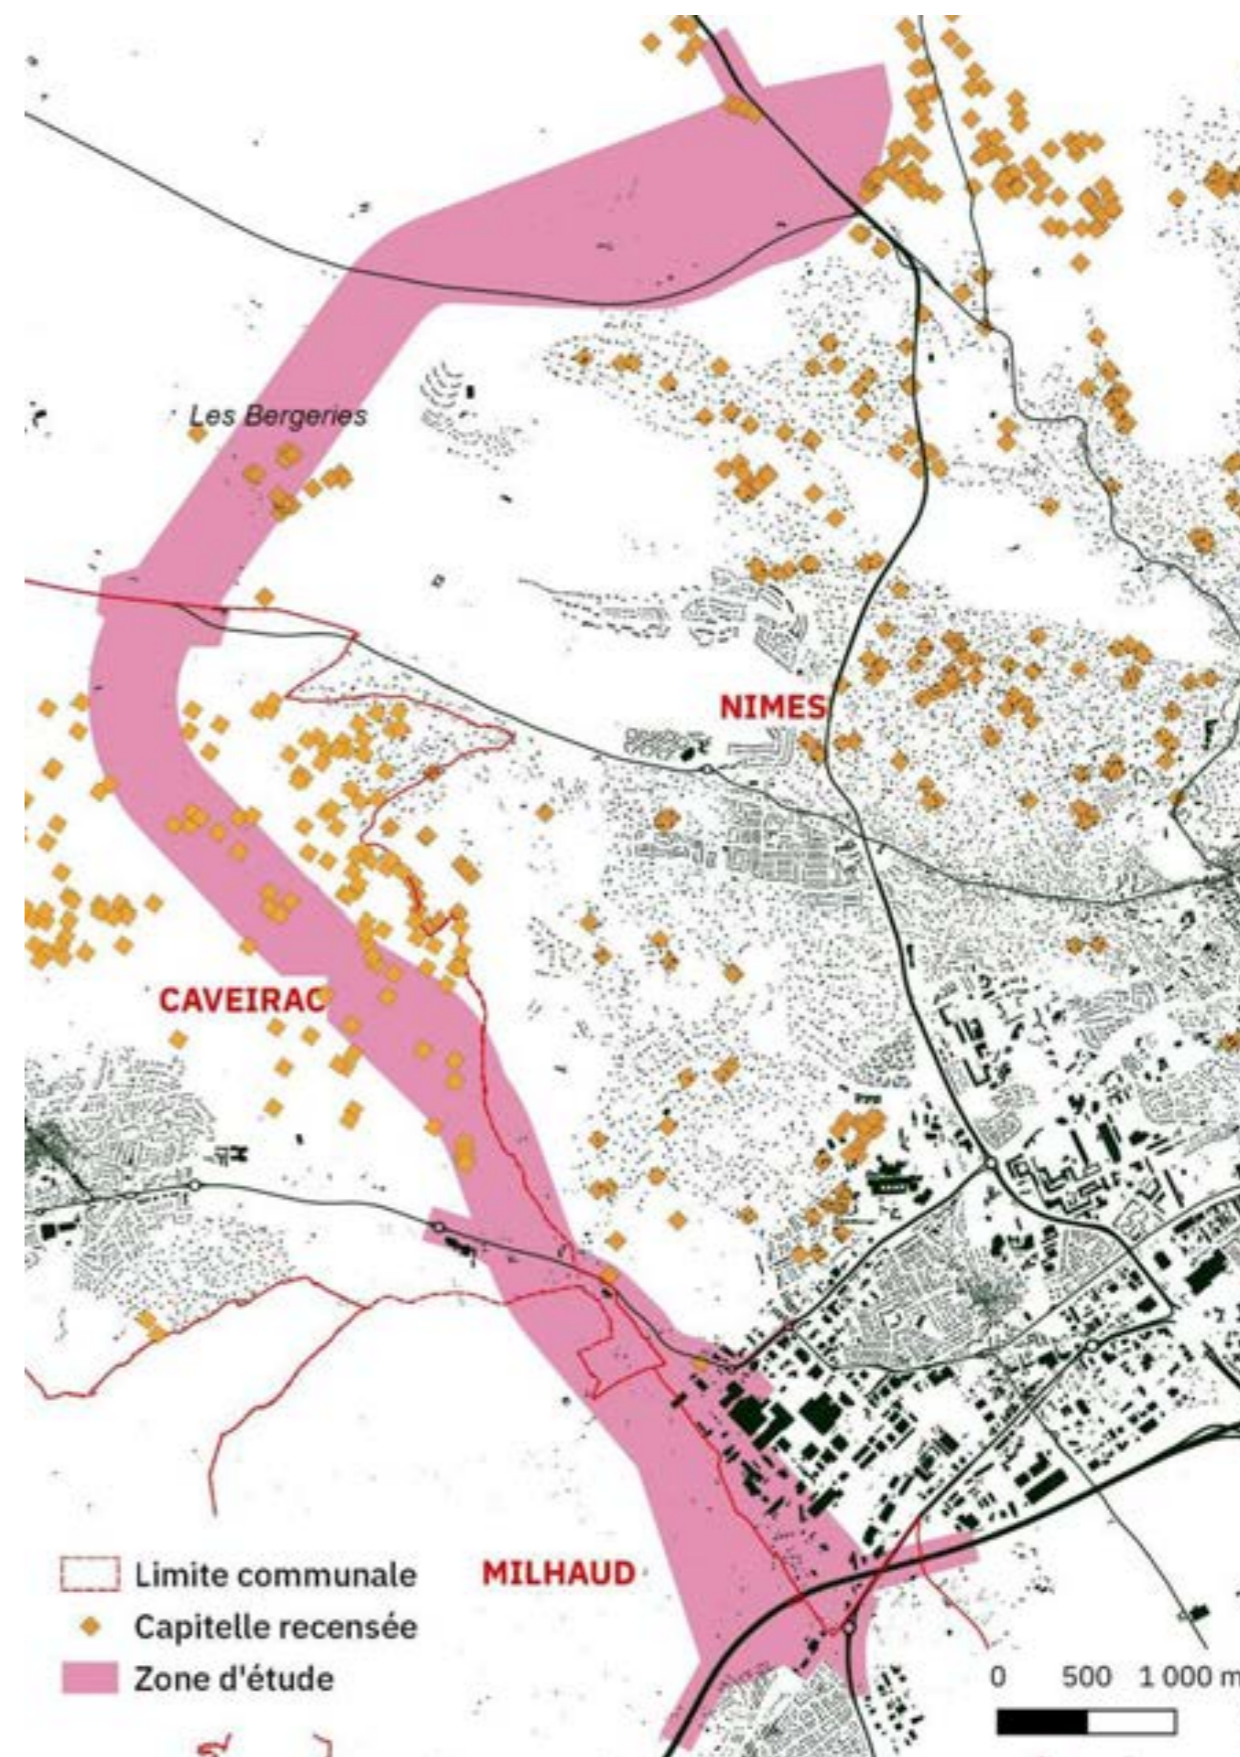 Les Bergeries
NIMES
CAVEIRAC
MILHAUD
Limite communale
Capitelle recensée
Zone d'étude
0 500 1 000 m